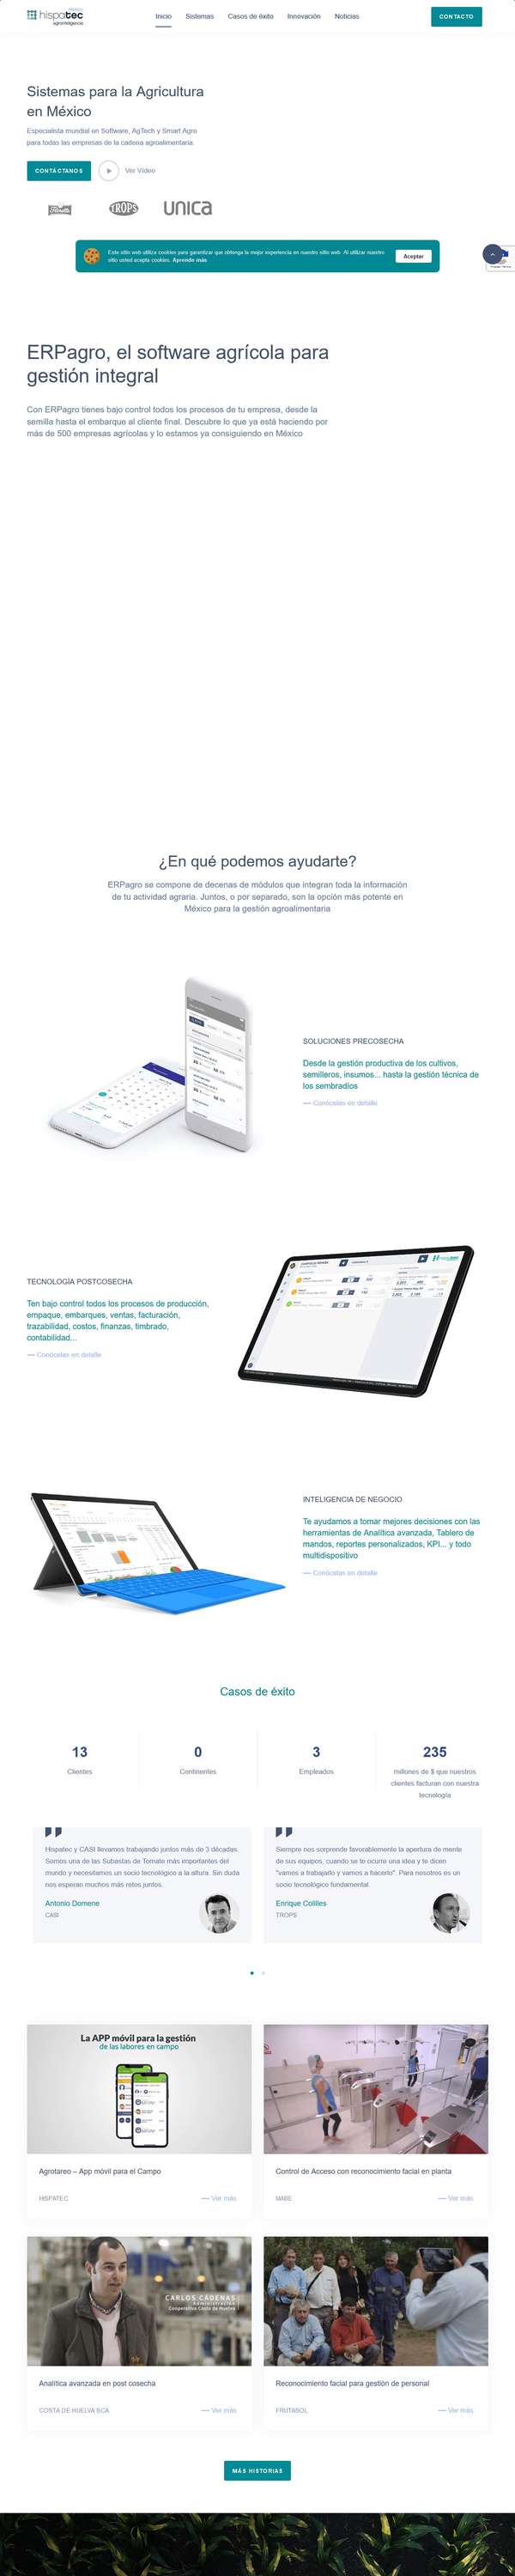 hispatec
agrointeligencia
Inicio
Sistemas
Casos de éxito
Innovación
Noticias
CONTACTO
Sistemas para la Agricultura
en México
Especialista mundial en Software, AgTech y Smart Agro
para todas las empresas de la cadena agroalimentaria.
CONTÁCTANOS
Ver Vídeo
TROPS
UNICA
Este sitio web utiliza cookies para garantizar que obtenga la mejor experiencia en nuestro sitio web. Al utilizar nuestro
sitio usted acepta cookies. Aprende más
Aceptar
ERPagro, el software agrícola para
gestión integral
Con ERPagro tienes bajo control todos los procesos de tu empresa, desde la
semilla hasta el embarque al cliente final. Descubre lo que ya está haciendo por
más de 500 empresas agrícolas y lo estamos ya consiguiendo en México
¿En qué podemos ayudarte?
ERPagro se compone de decenas de módulos que integran toda la información
de tu actividad agraria. Juntos, o por separado, son la opción más potente en
México para la gestión agroalimentaria
SOLUCIONES PRECOSECHA
Desde la gestión productiva de los cultivos,
semilleros, insumos... hasta la gestión técnica de
los sembradíos
— Conócelas en detalle
TECNOLOGÍA POSTCOSECHA
Ten bajo control todos los procesos de producción,
empaque, embarques, ventas, facturación,
trazabilidad, costos, finanzas, timbrado,
contabilidad...
— Conócelas en detalle
INTELIGENCIA DE NEGOCIO
Te ayudamos a tomar mejores decisiones con las
herramientas de Analítica avanzada, Tablero de
mandos, reportes personalizados, KPI... y todo
multidispositivo
— Conócelas en detalle
Casos de éxito
13
Clientes
0
Continentes
3
Empleados
235
millones de $ que nuestros
clientes facturan con nuestra
tecnología
Hispatec y CASI llevamos trabajando juntos más de 3 décadas.
Somos una de las Subastas de Tomate más importantes del
mundo y necesitamos un socio tecnológico a la altura. Sin duda
nos esperan muchos más retos juntos.
Antonio Domene
CASI
Siempre nos sorprende favorablemente la apertura de mente
de sus equipos, cuando se te ocurre una idea y te dicen
"vamos a trabajarlo y vamos a hacerlo". Para nosotros es un
socio tecnológico fundamental.
Enrique Colilles
TROPS
La APP móvil para la gestión
de las labores en campo
Agrotareo – App móvil para el Campo
HISPATEC
— Ver más
Control de Acceso con reconocimiento facial en planta
MABE
— Ver más
CARLOS CÁDENAS
Administración
Cooperativa Costa de Huelva
Analítica avanzada en post cosecha
COSTA DE HUELVA SCA
— Ver más
Reconocimiento facial para gestión de personal
FRUTASOL
— Ver más
MÁS HISTORIAS